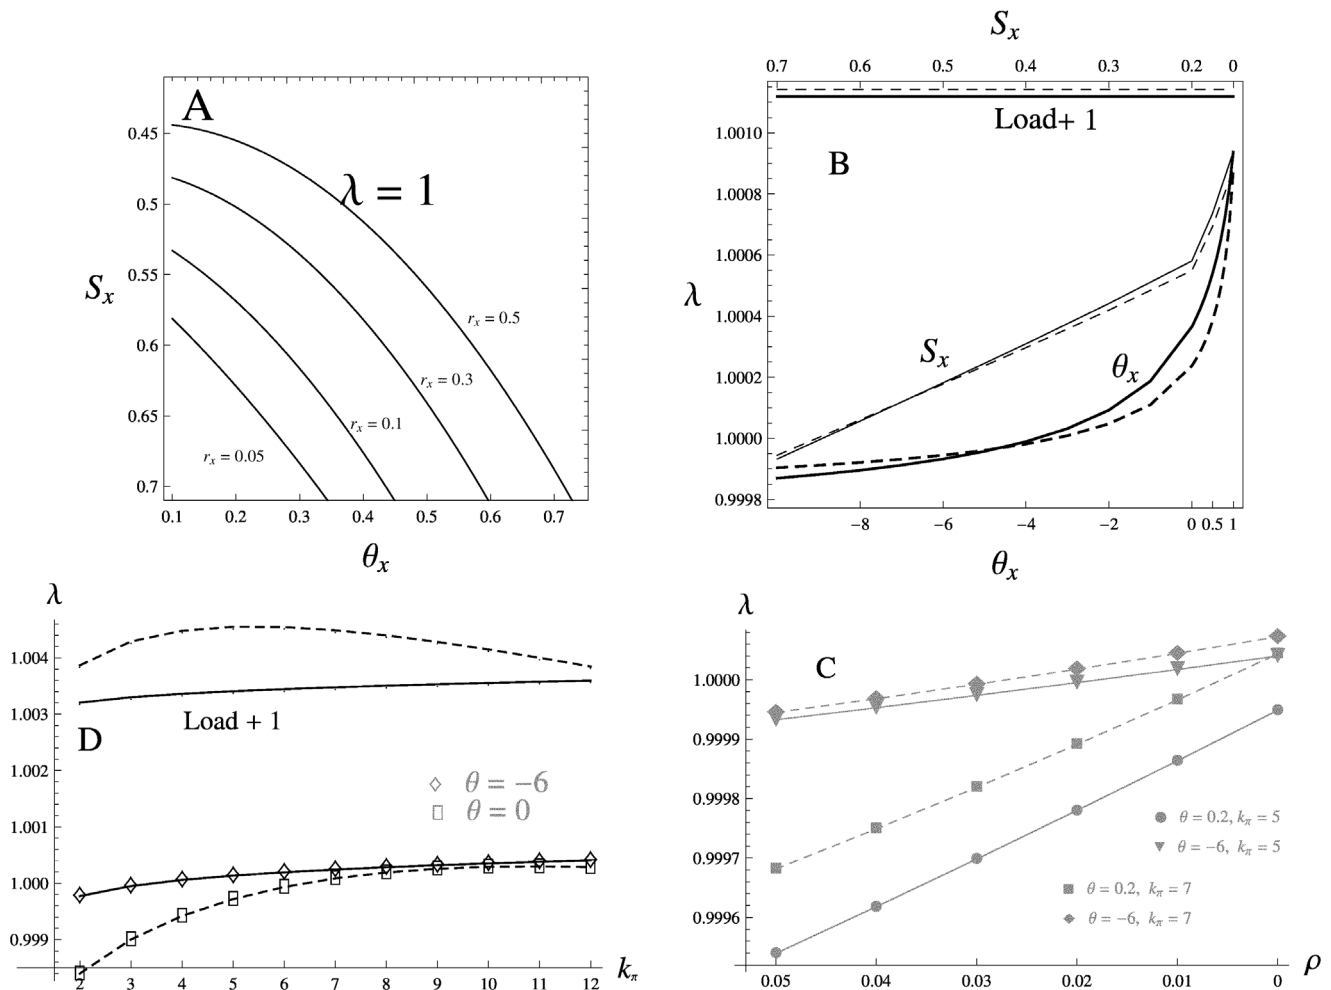 A
0.45
0.5
0.55
0.6
0.65
0.7
S_x
λ = 1
r_x = 0.5
r_x = 0.3
r_x = 0.1
r_x = 0.05
0.1 0.2 0.3 0.4 0.5 0.6 0.7
θ_x
S_x
0.7 0.6 0.5 0.4 0.3 0.2 0
Load+ 1
B
1.0010
1.0008
1.0006
1.0004
1.0002
1.0000
0.9998
λ
S_x
θ_x
−8 −6 −4 −2 0 0.5 1
θ_x
λ
1.004
1.003
1.002
1.001
1.000
0.999
Load + 1
D
θ = −6
θ = 0
2 3 4 5 6 7 8 9 10 11 12
k_π
λ
C
1.0000
0.9999
0.9998
0.9997
0.9996
θ = 0.2, k_π = 5
θ = −6, k_π = 5
θ = 0.2, k_π = 7
θ = −6, k_π = 7
0.05 0.04 0.03 0.02 0.01 0
ρ